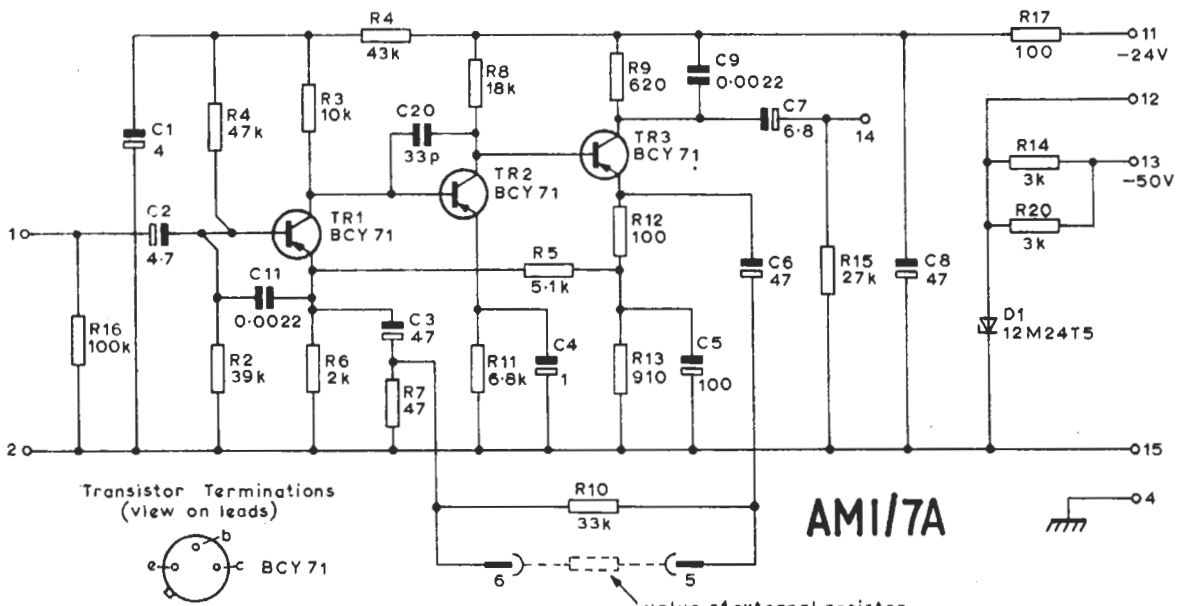 R4
43k
R17
100
11
-24V
R8
18k
R9
620
C9
0·0022
12
R3
10k
C20
33p
C7
6·8
14
R4
47k
C1
4
TR3
BCY 71
R14
3k
13
-50V
TR2
BCY 71
R20
3k
1
C2
4·7
TR1
BCY 71
R12
100
R5
5·1k
C6
47
R15
27k
C8
47
C11
0·0022
R16
100k
C3
47
D1
12M24T5
R2
39k
R6
2k
R7
47
R11
6·8k
C4
1
R13
910
C5
100
2
15
Transistor Terminations
(view on leads)
R10
33k
AM1/7A
4
b
e
c
BCY 71
6
5
value of external resistor